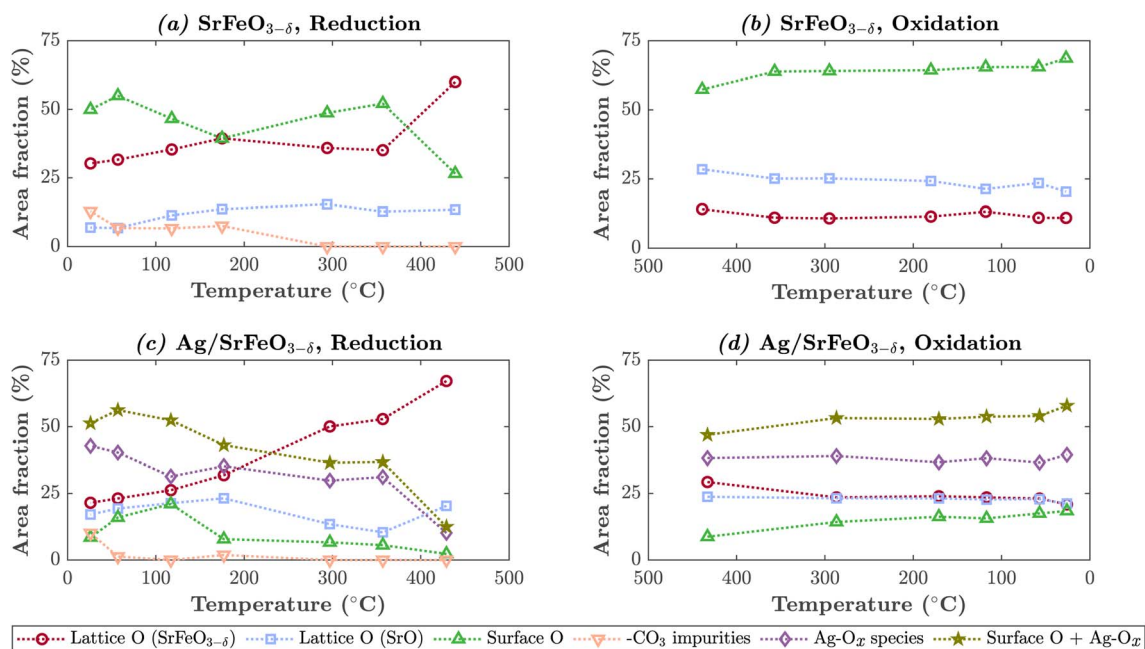 (a) SrFeO₃₋δ, Reduction
(b) SrFeO₃₋δ, Oxidation
Area fraction (%)
75
50
25
0
0 100 200 300 400 500
Temperature (°C)
Area fraction (%)
75
50
25
0
500 400 300 200 100 0
Temperature (°C)
(c) Ag/SrFeO₃₋δ, Reduction
(d) Ag/SrFeO₃₋δ, Oxidation
Area fraction (%)
75
50
25
0
0 100 200 300 400 500
Temperature (°C)
Area fraction (%)
75
50
25
0
500 400 300 200 100 0
Temperature (°C)
Lattice O (SrFeO₃₋δ) Lattice O (SrO) Surface O -CO₃ impurities Ag-Oₓ species Surface O + Ag-Oₓ